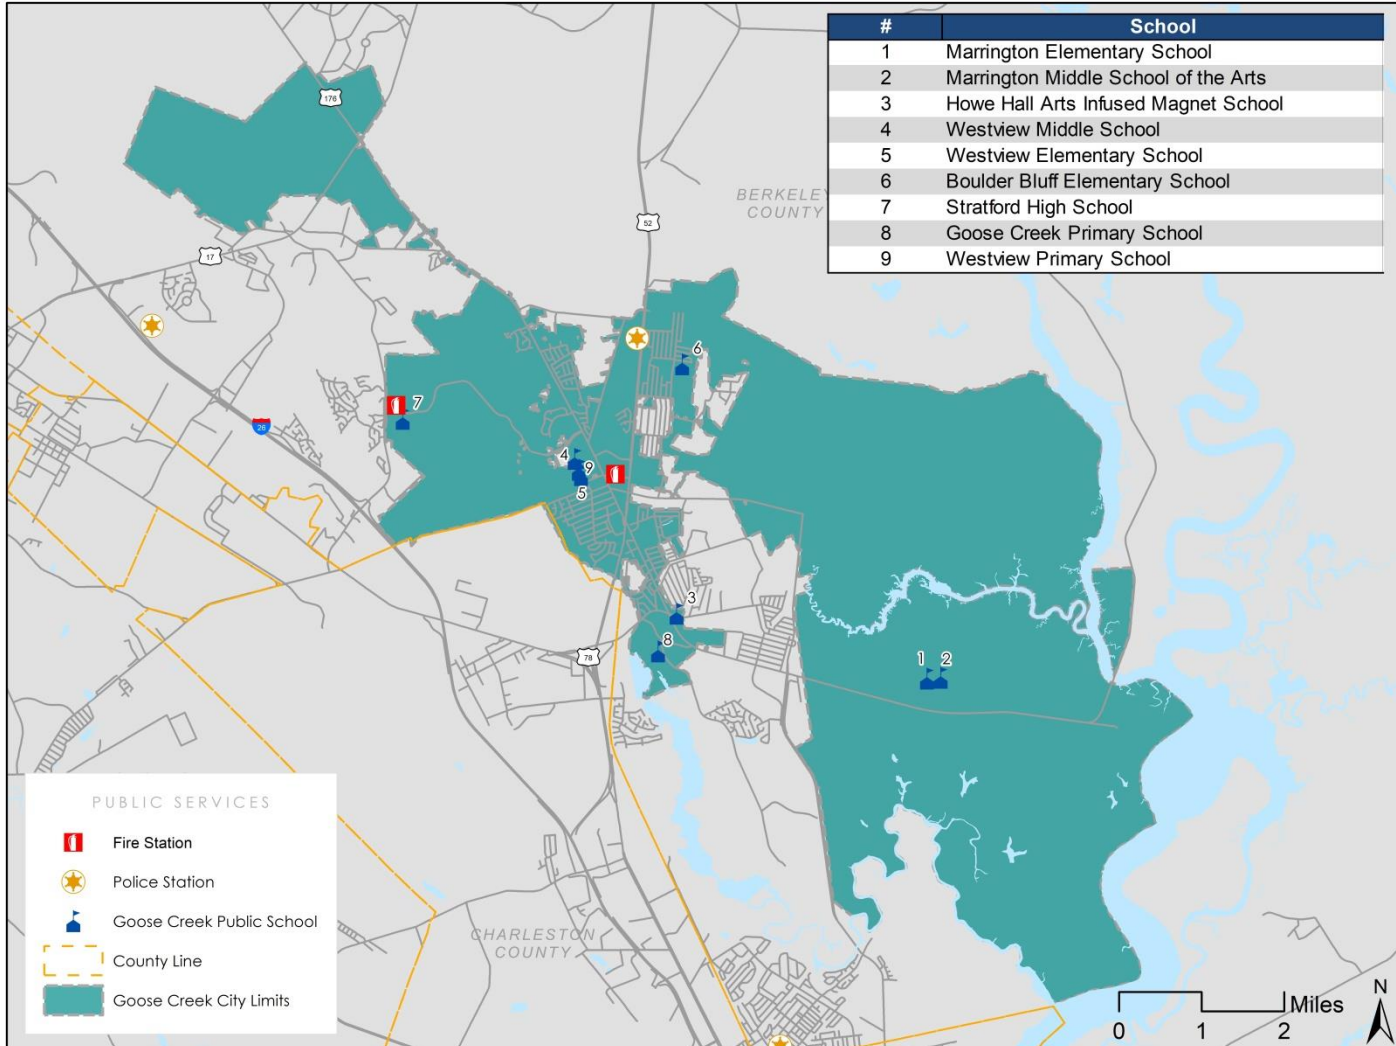 # School
1 Marrington Elementary School
2 Marrington Middle School of the Arts
3 Howe Hall Arts Infused Magnet School
4 Westview Middle School
5 Westview Elementary School
6 Boulder Bluff Elementary School
7 Stratford High School
8 Goose Creek Primary School
9 Westview Primary School
176
BERKELEY
COUNTY
52
17
6
7
26
4
9
5
3
8
78
1 2
PUBLIC SERVICES
Fire Station
Police Station
Goose Creek Public School
County Line
Goose Creek City Limits
CHARLESTON
COUNTY
Miles
0 1 2
N